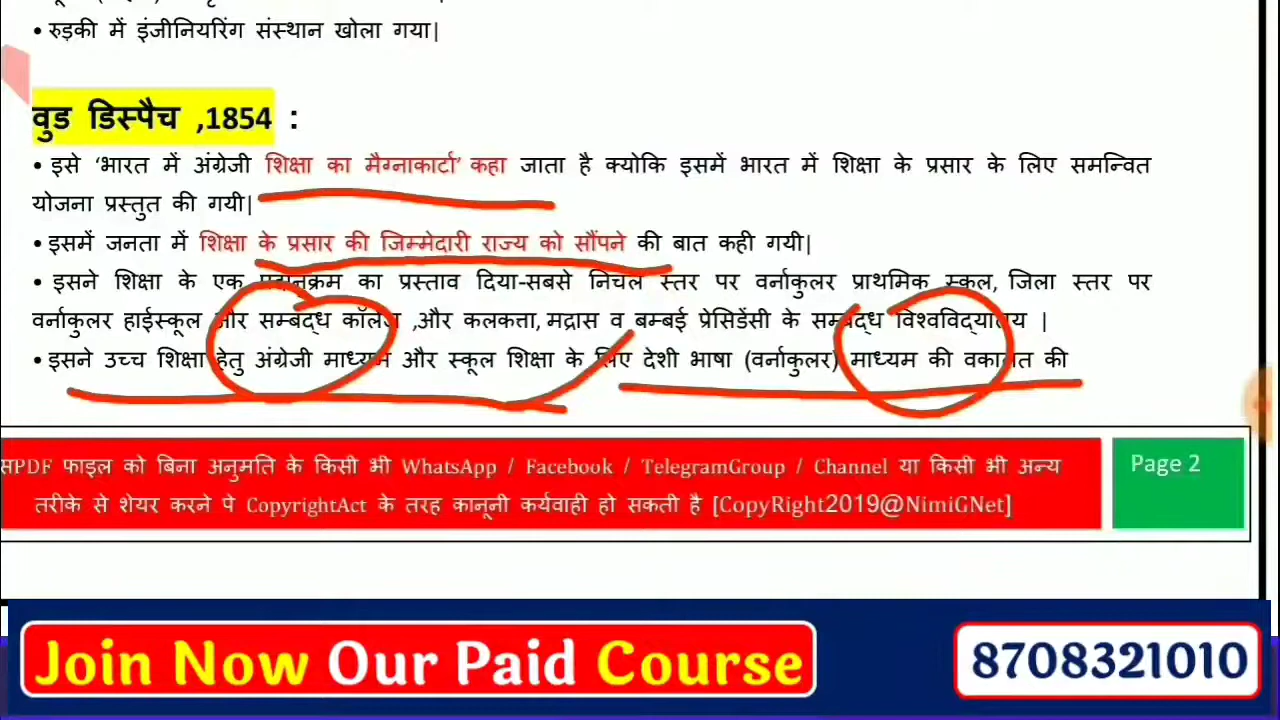 • रुड़की में इंजीनियरिंग संस्थान खोला गया|
वुड डिस्पैच ,1854 :
• इसे 'भारत में अंग्रेजी शिक्षा का मैग्नाकार्टा' कहा जाता है क्योकि इसमें भारत में शिक्षा के प्रसार के लिए समन्वित
योजना प्रस्तुत की गयी|
• इसमें जनता में शिक्षा के प्रसार की जिम्मेदारी राज्य को सौंपने की बात कही गयी|
• इसने शिक्षा के एक पदानुक्रम का प्रस्ताव दिया-सबसे निचले स्तर पर वर्नाकुलर प्राथमिक स्कूल, जिला स्तर पर
वर्नाकुलर हाईस्कूल और सम्बद्ध कॉलेज ,और कलकत्ता, मद्रास व बम्बई प्रेसिडेंसी के सम्बद्ध विश्वविद्यालय |
• इसने उच्च शिक्षा हेतु अंग्रेजी माध्यम और स्कूल शिक्षा के लिए देशी भाषा (वर्नाकुलर) माध्यम की वकालत की
सPDF फाइल को बिना अनुमति के किसी भी WhatsApp / Facebook / TelegramGroup / Channel या किसी भी अन्य
तरीके से शेयर करने पे CopyrightAct के तरह कानूनी कर्यवाही हो सकती है [CopyRight2019@NimiGNet]
Page 2
Join Now Our Paid Course
8708321010